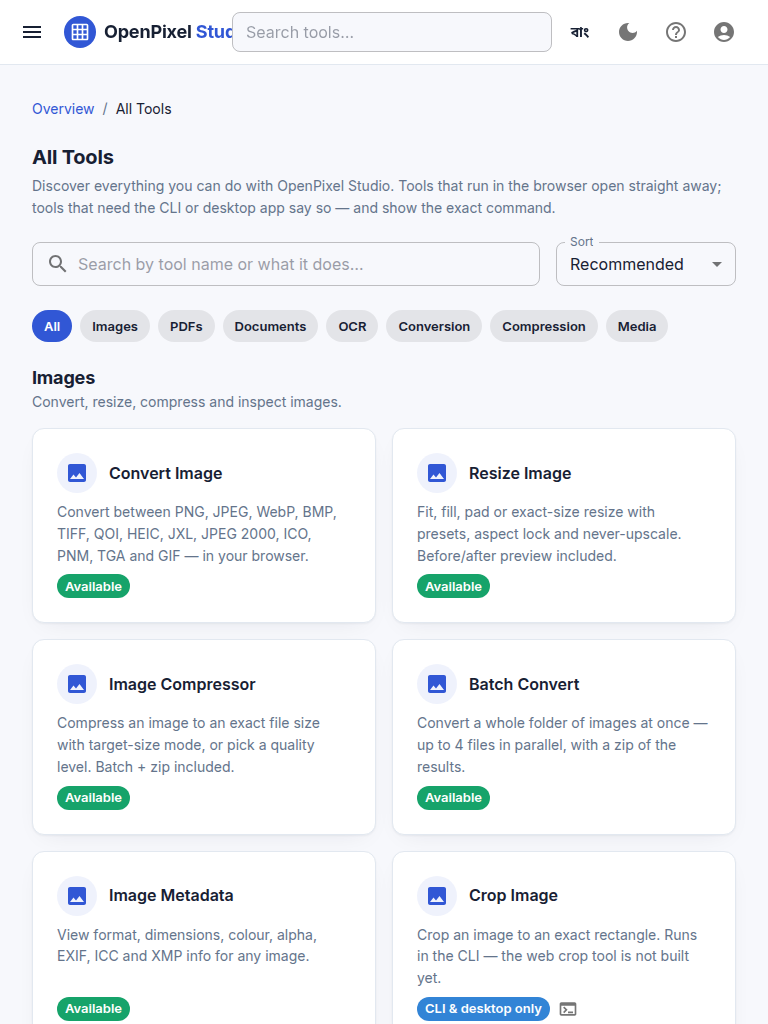 OpenPixel Stud
Search tools...
বাং
Overview / All Tools
All Tools
Discover everything you can do with OpenPixel Studio. Tools that run in the browser open straight away;
tools that need the CLI or desktop app say so — and show the exact command.
Search by tool name or what it does...
Sort
Recommended
All
Images
PDFs
Documents
OCR
Conversion
Compression
Media
Images
Convert, resize, compress and inspect images.
Convert Image
Convert between PNG, JPEG, WebP, BMP,
TIFF, QOI, HEIC, JXL, JPEG 2000, ICO,
PNM, TGA and GIF — in your browser.
Available
Resize Image
Fit, fill, pad or exact-size resize with
presets, aspect lock and never-upscale.
Before/after preview included.
Available
Image Compressor
Compress an image to an exact file size
with target-size mode, or pick a quality
level. Batch + zip included.
Available
Batch Convert
Convert a whole folder of images at once —
up to 4 files in parallel, with a zip of the
results.
Available
Image Metadata
View format, dimensions, colour, alpha,
EXIF, ICC and XMP info for any image.
Available
Crop Image
Crop an image to an exact rectangle. Runs
in the CLI — the web crop tool is not built
yet.
CLI & desktop only